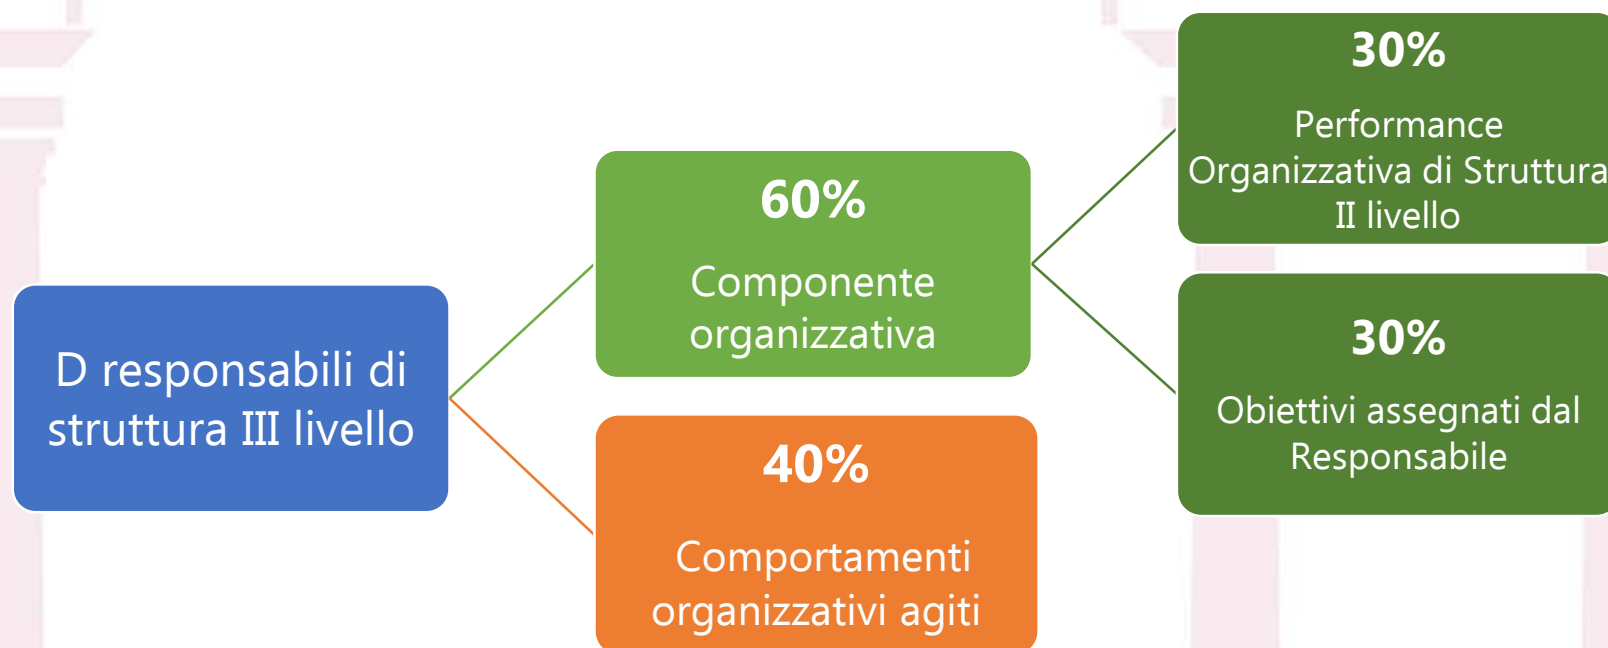 D responsabili di
struttura III livello
60%
Componente
organizzativa
40%
Comportamenti
organizzativi agiti
30%
Performance
Organizzativa di Struttura
II livello
30%
Obiettivi assegnati dal
Responsabile